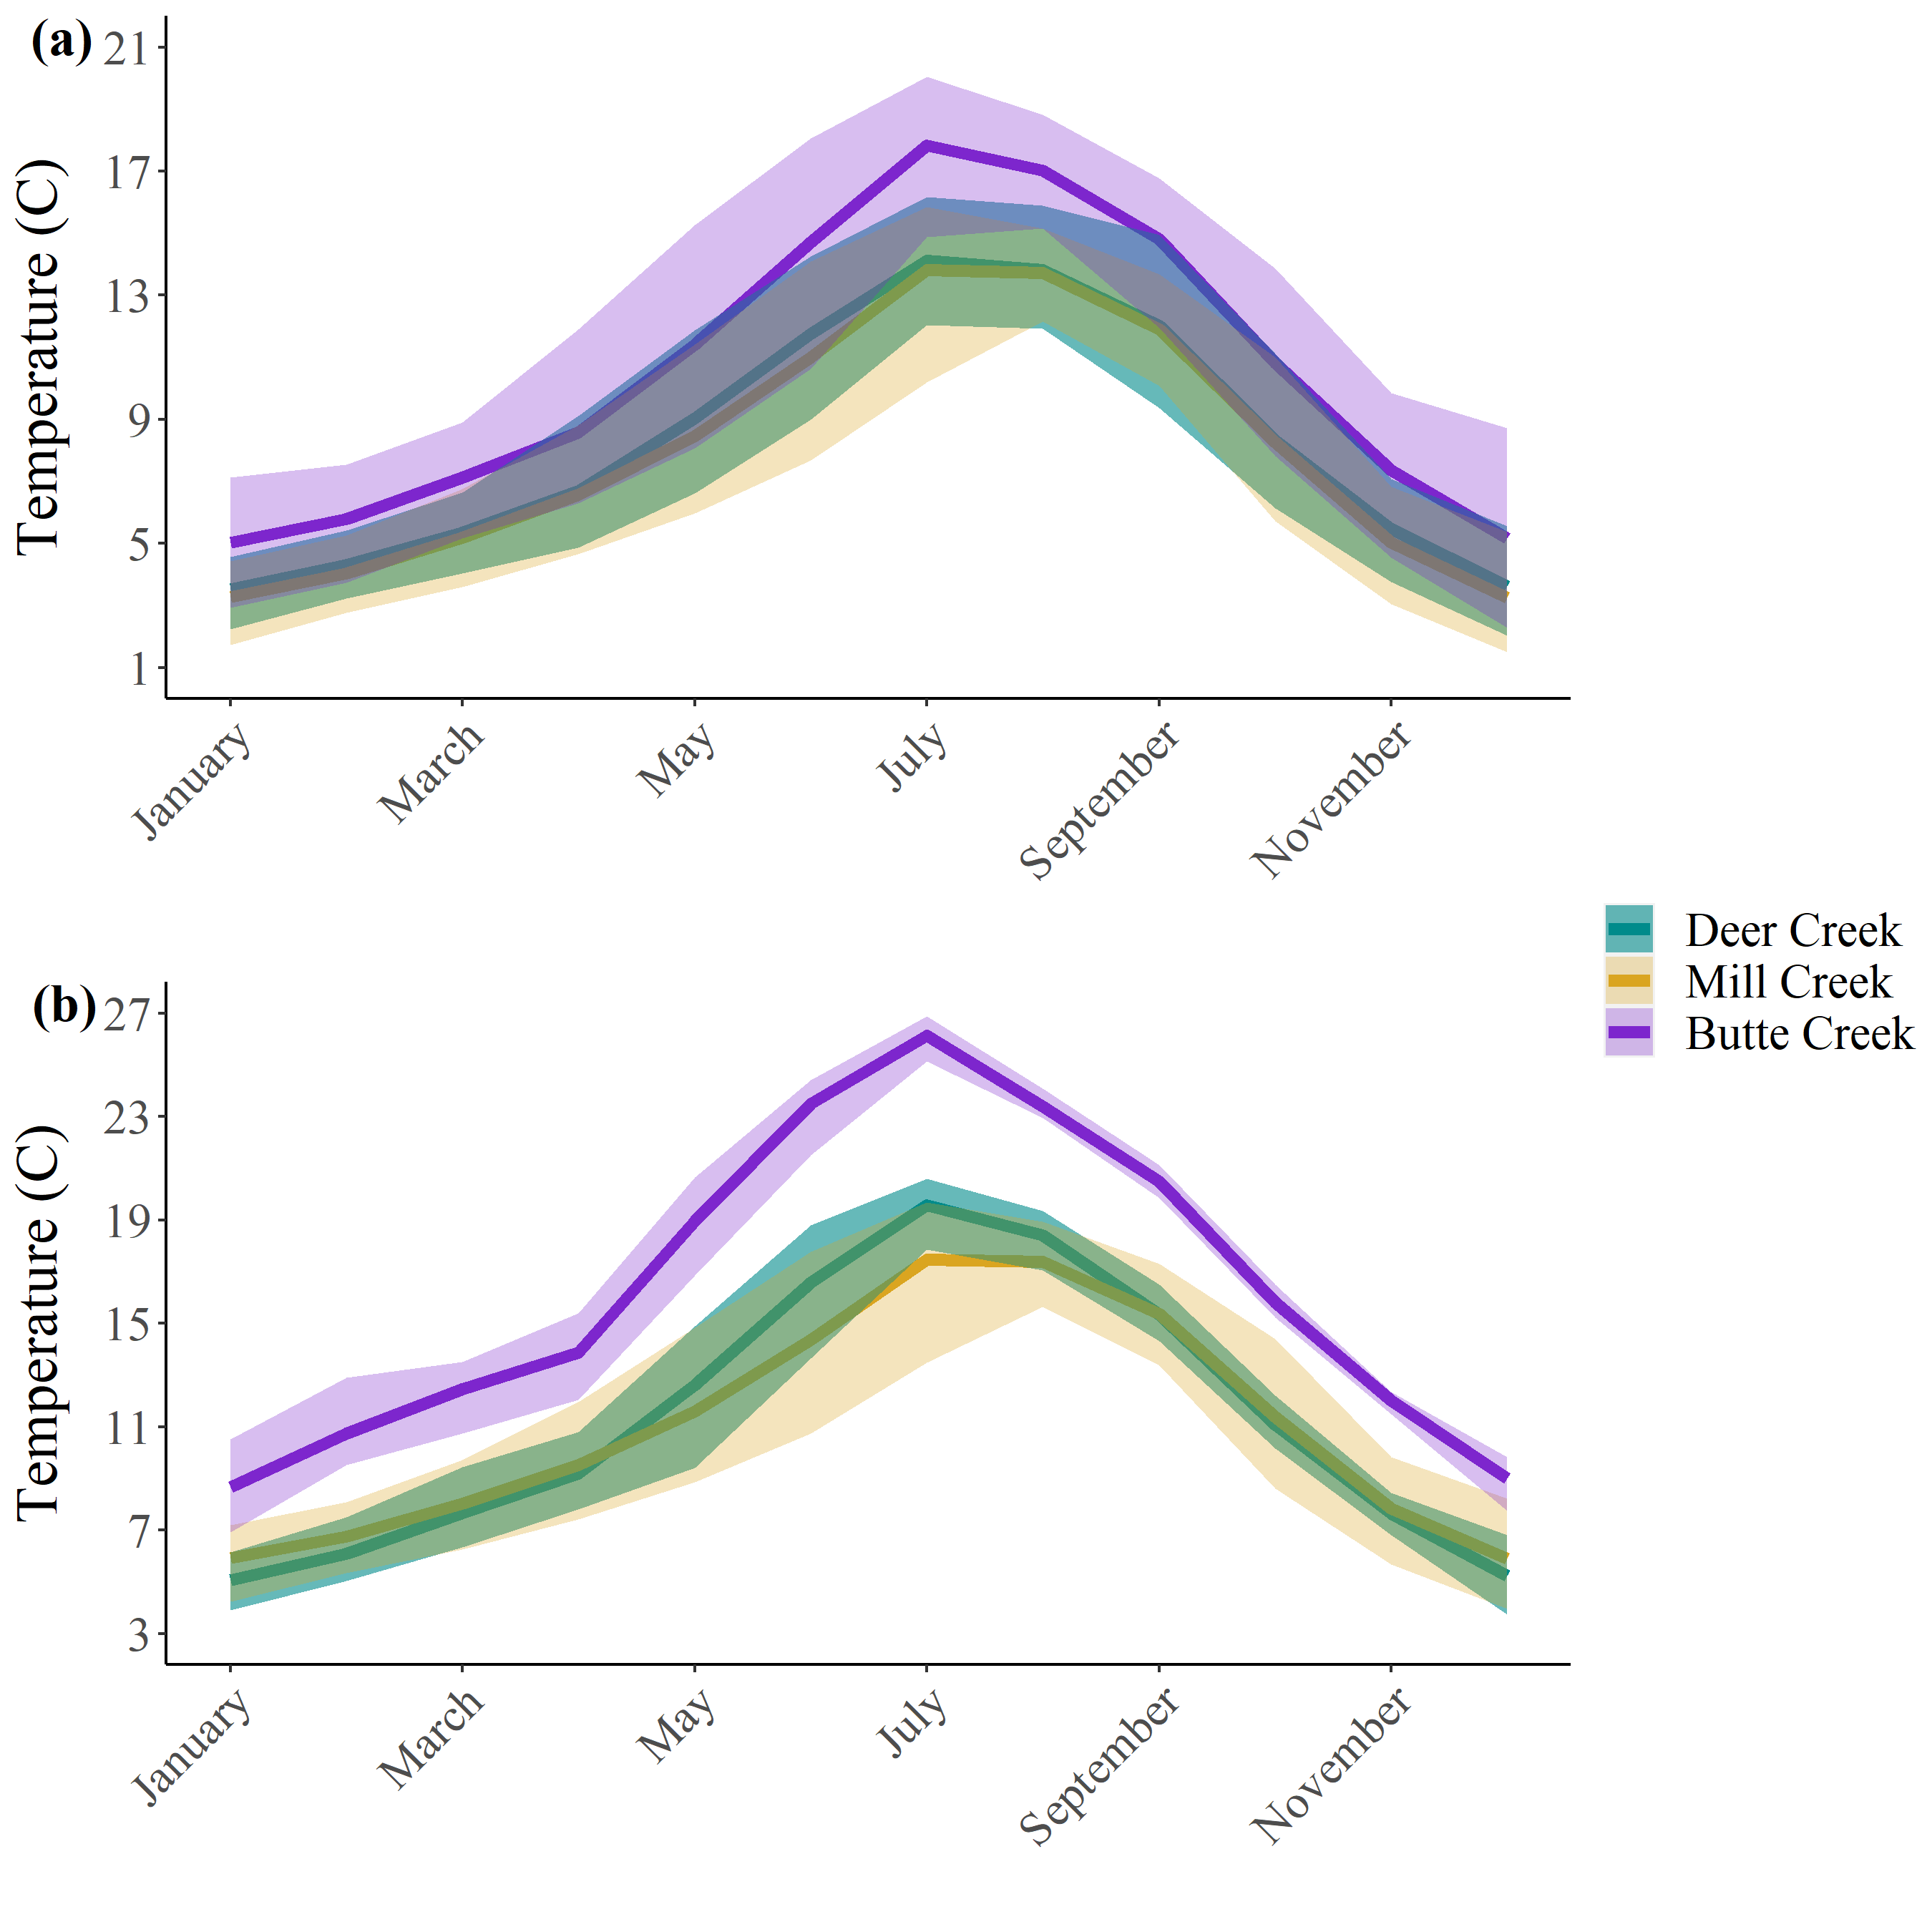 (a)
21
17
13
9
5
1
Temperature (C)
January
March
May
July
September
November
Deer Creek
Mill Creek
Butte Creek
(b)
27
23
19
15
11
7
3
Temperature (C)
January
March
May
July
September
November